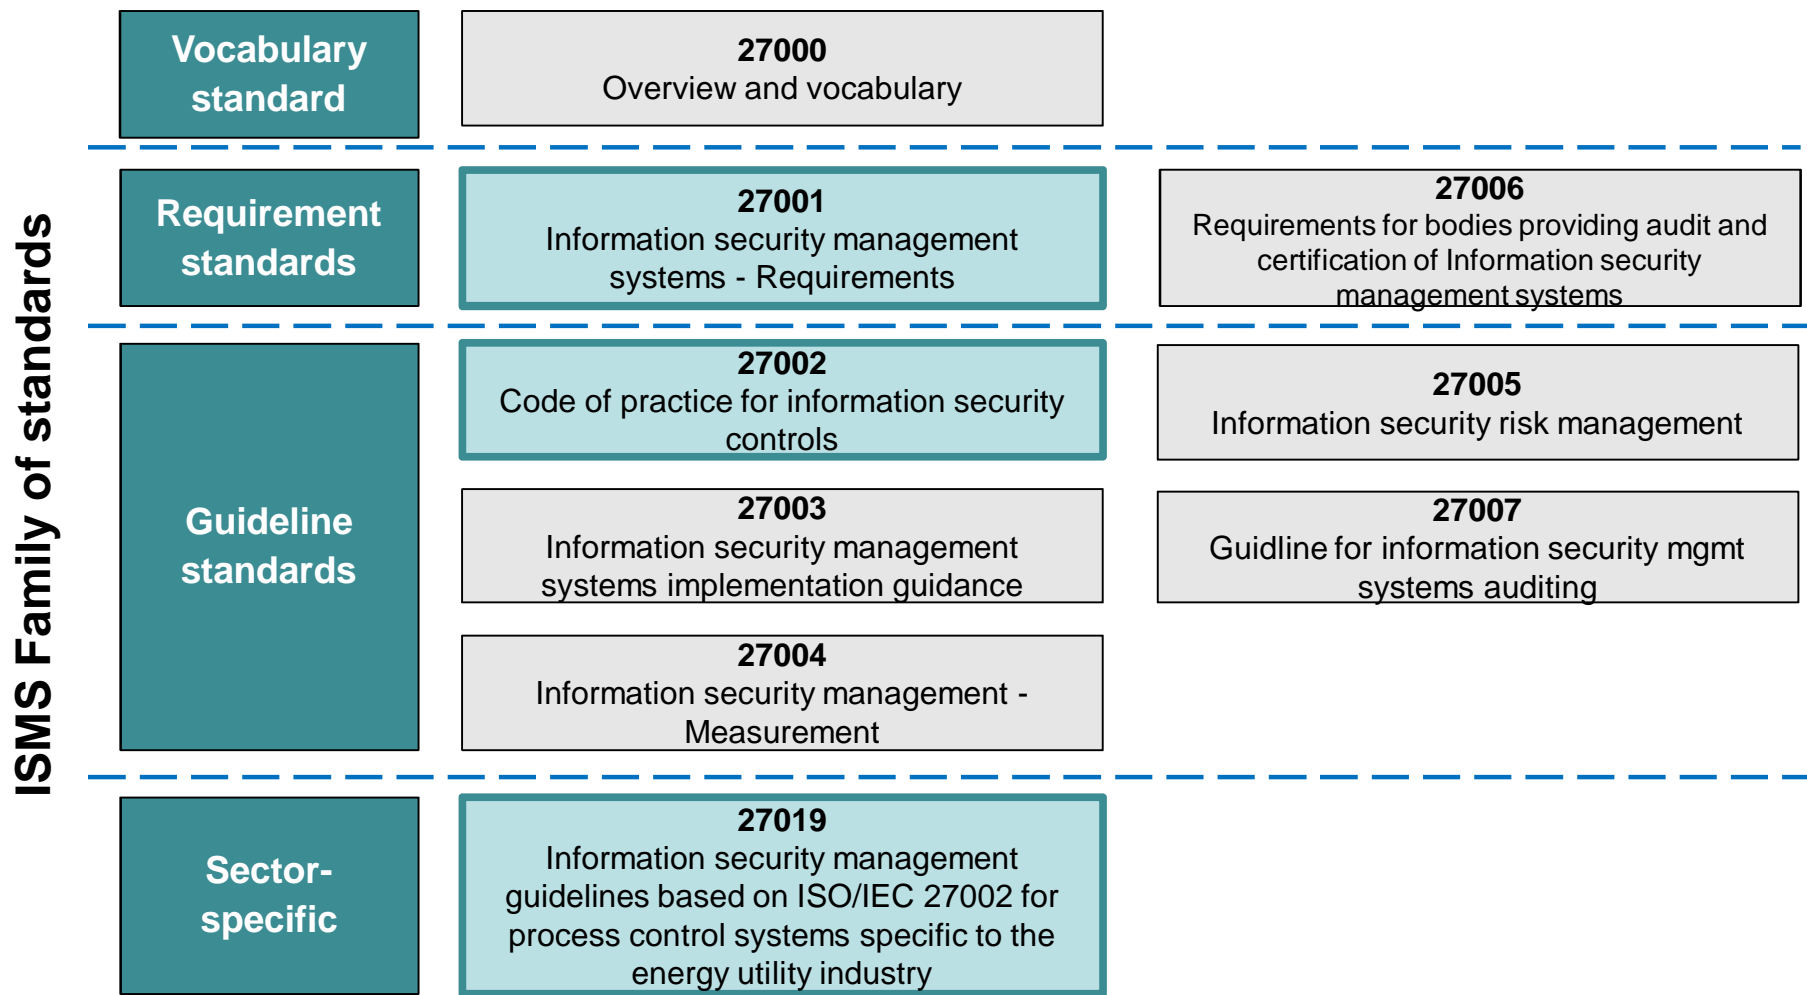 ISMS Family of standards
Vocabulary
standard
27000
Overview and vocabulary
Requirement
standards
27001
Information security management
systems - Requirements
27006
Requirements for bodies providing audit and
certification of Information security
management systems
Guideline
standards
27002
Code of practice for information security
controls
27005
Information security risk management
27003
Information security management
systems implementation guidance
27007
Guidline for information security mgmt
systems auditing
27004
Information security management -
Measurement
Sector-
specific
27019
Information security management
guidelines based on ISO/IEC 27002 for
process control systems specific to the
energy utility industry